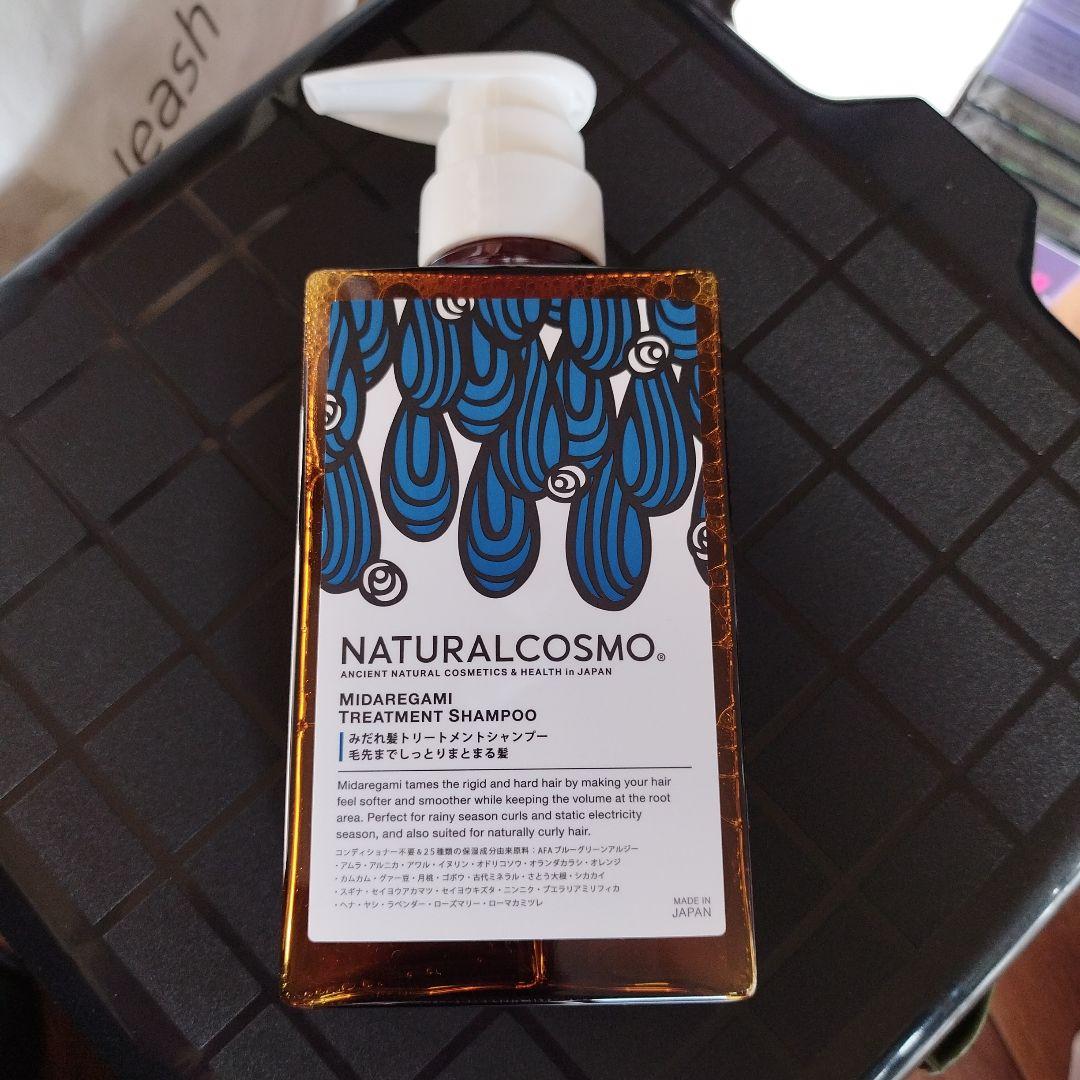 leash
NATURALCOSMO®
ANCIENT NATURAL COSMETICS & HEALTH in JAPAN
MIDAREGAMI
TREATMENT SHAMPOO
みだれ髪トリートメントシャンプー
毛先までしっとりまとまる髪
Midaregami tames the rigid and hard hair by making your hair
feel softer and smoother while keeping the volume at the root
area. Perfect for rainy season curls and static electricity
season, and also suited for naturally curly hair.
コンディショナー不要&25種類の保湿成分由来原料:AFAブルーグリーンアルジー
・アムラ・アルニカ・アワル・イヌリン・オドリコソウ・オランダカラシ・オレンジ
・カムカム・グァー豆・月桃・ゴボウ・古代ミネラル・さとう大根・シカカイ
・スギナ・セイヨウアカマツ・セイヨウキズタ・ニンニク・プエラリアミリフィカ
・ヘナ・ヤシ・ラベンダー・ローズマリー・ローマカミツレ
MADE IN
JAPAN